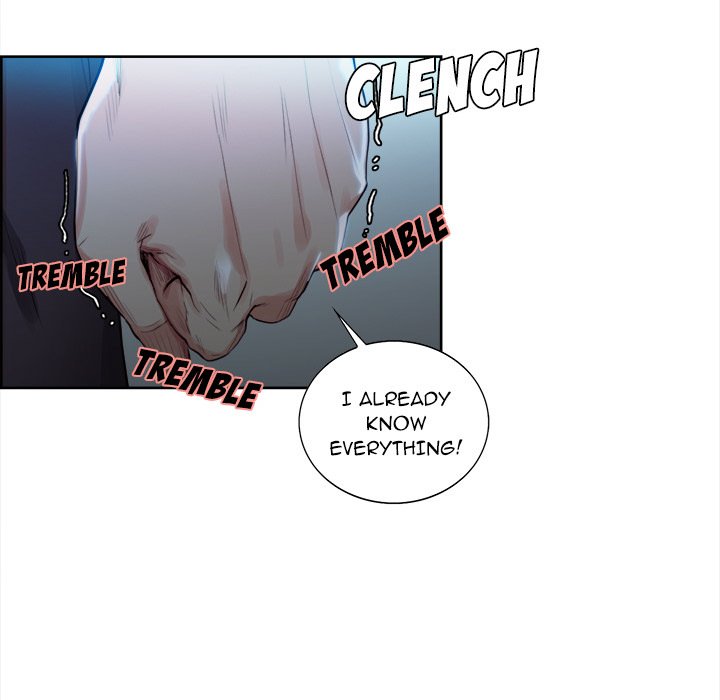 CLENCH
TREMBLE
TREMBLE
TREMBLE
I ALREADY
KNOW
EVERYTHING!